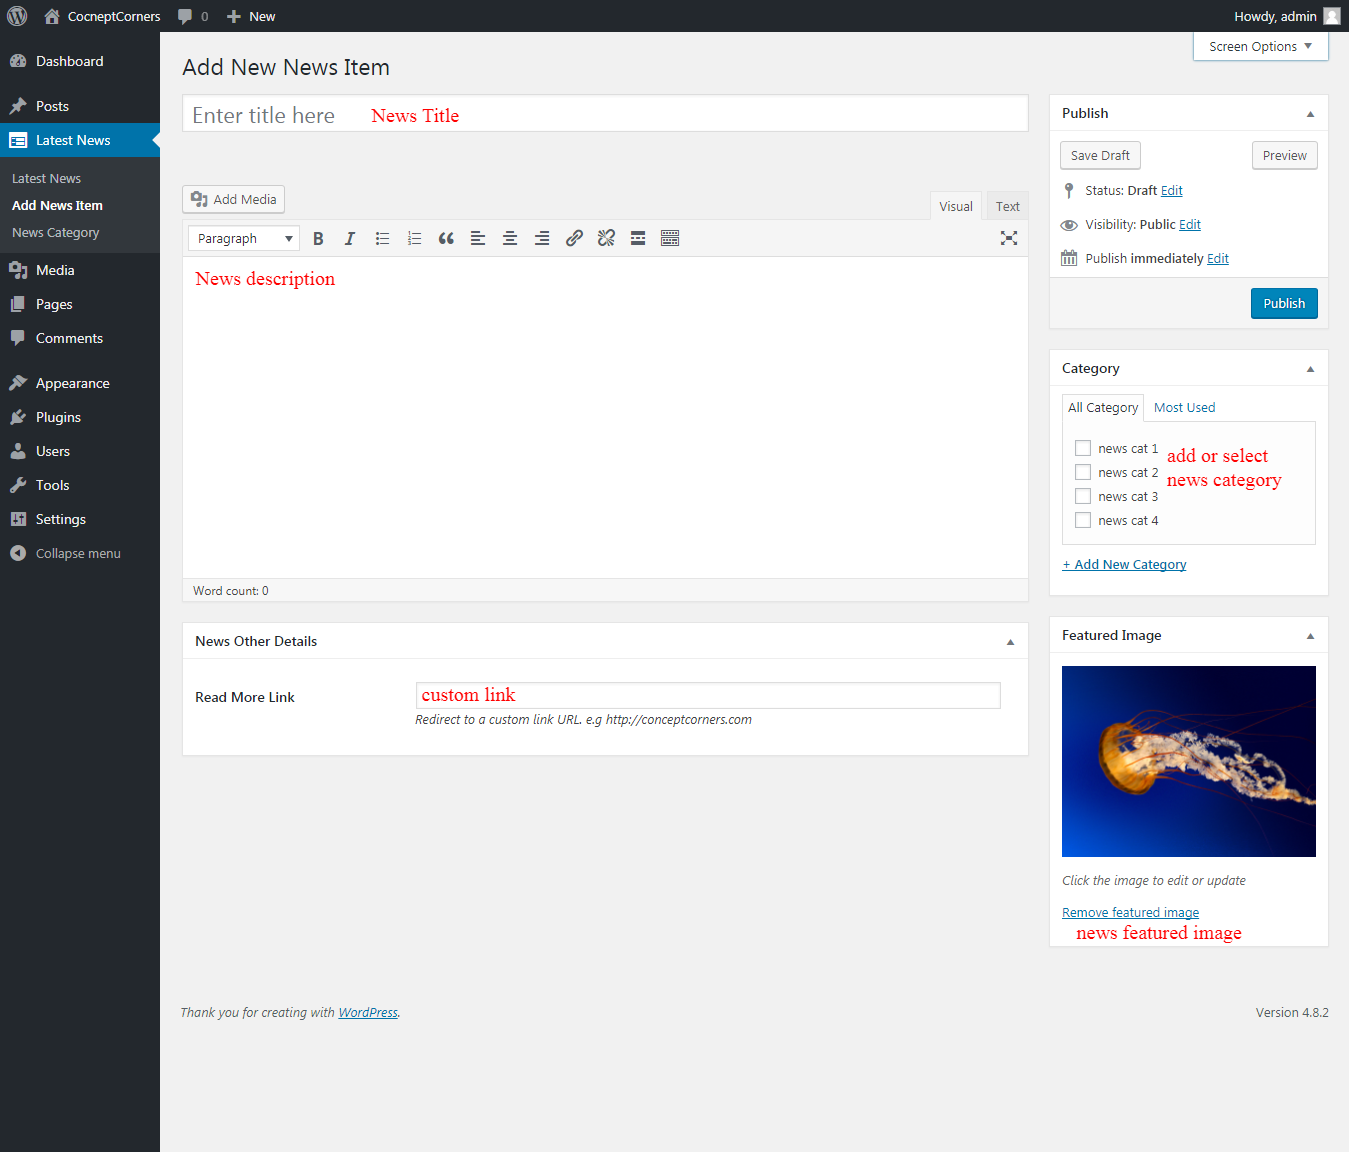 CocneptCorners 0 New Howdy, admin
Screen Options
Dashboard
Posts
Latest News
Latest News
Add News Item
News Category
Media
Pages
Comments
Appearance
Plugins
Users
Tools
Settings
Collapse menu
Add New News Item
Enter title here News Title
Add Media
Visual Text
Paragraph
News description
Word count: 0
News Other Details
Read More Link custom link
Redirect to a custom link URL. e.g http://conceptcorners.com
Publish
Save Draft Preview
Status: Draft Edit
Visibility: Public Edit
Publish immediately Edit
Publish
Category
All Category Most Used
news cat 1
news cat 2
news cat 3
news cat 4
add or select
news category
+ Add New Category
Featured Image
Click the image to edit or update
Remove featured image
news featured image
Thank you for creating with WordPress.
Version 4.8.2